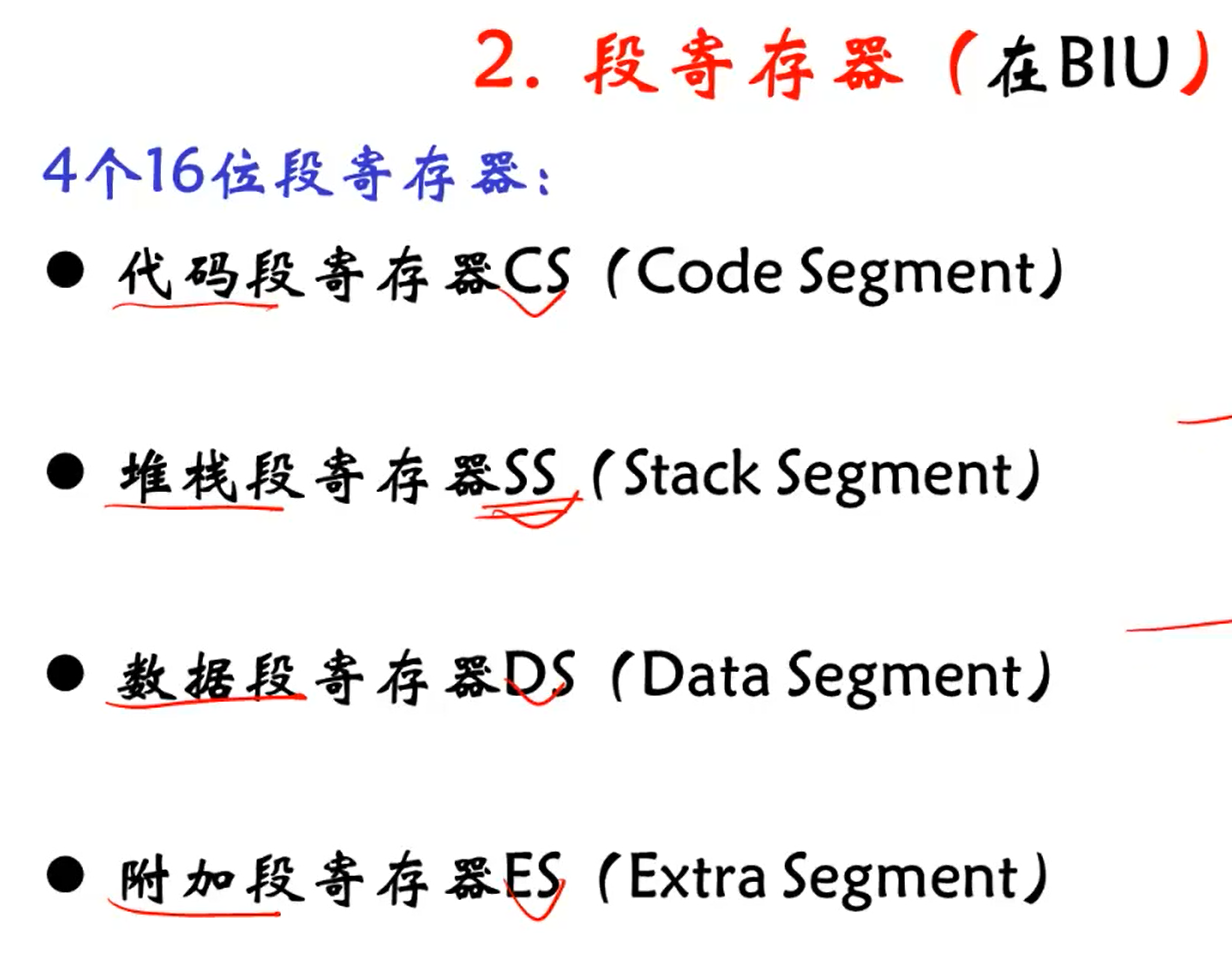 2. 段寄存器（在BIU）
4个16位段寄存器：
● 代码段寄存器CS（Code Segment）
● 堆栈段寄存器SS（Stack Segment）
● 数据段寄存器DS（Data Segment）
● 附加段寄存器ES（Extra Segment）